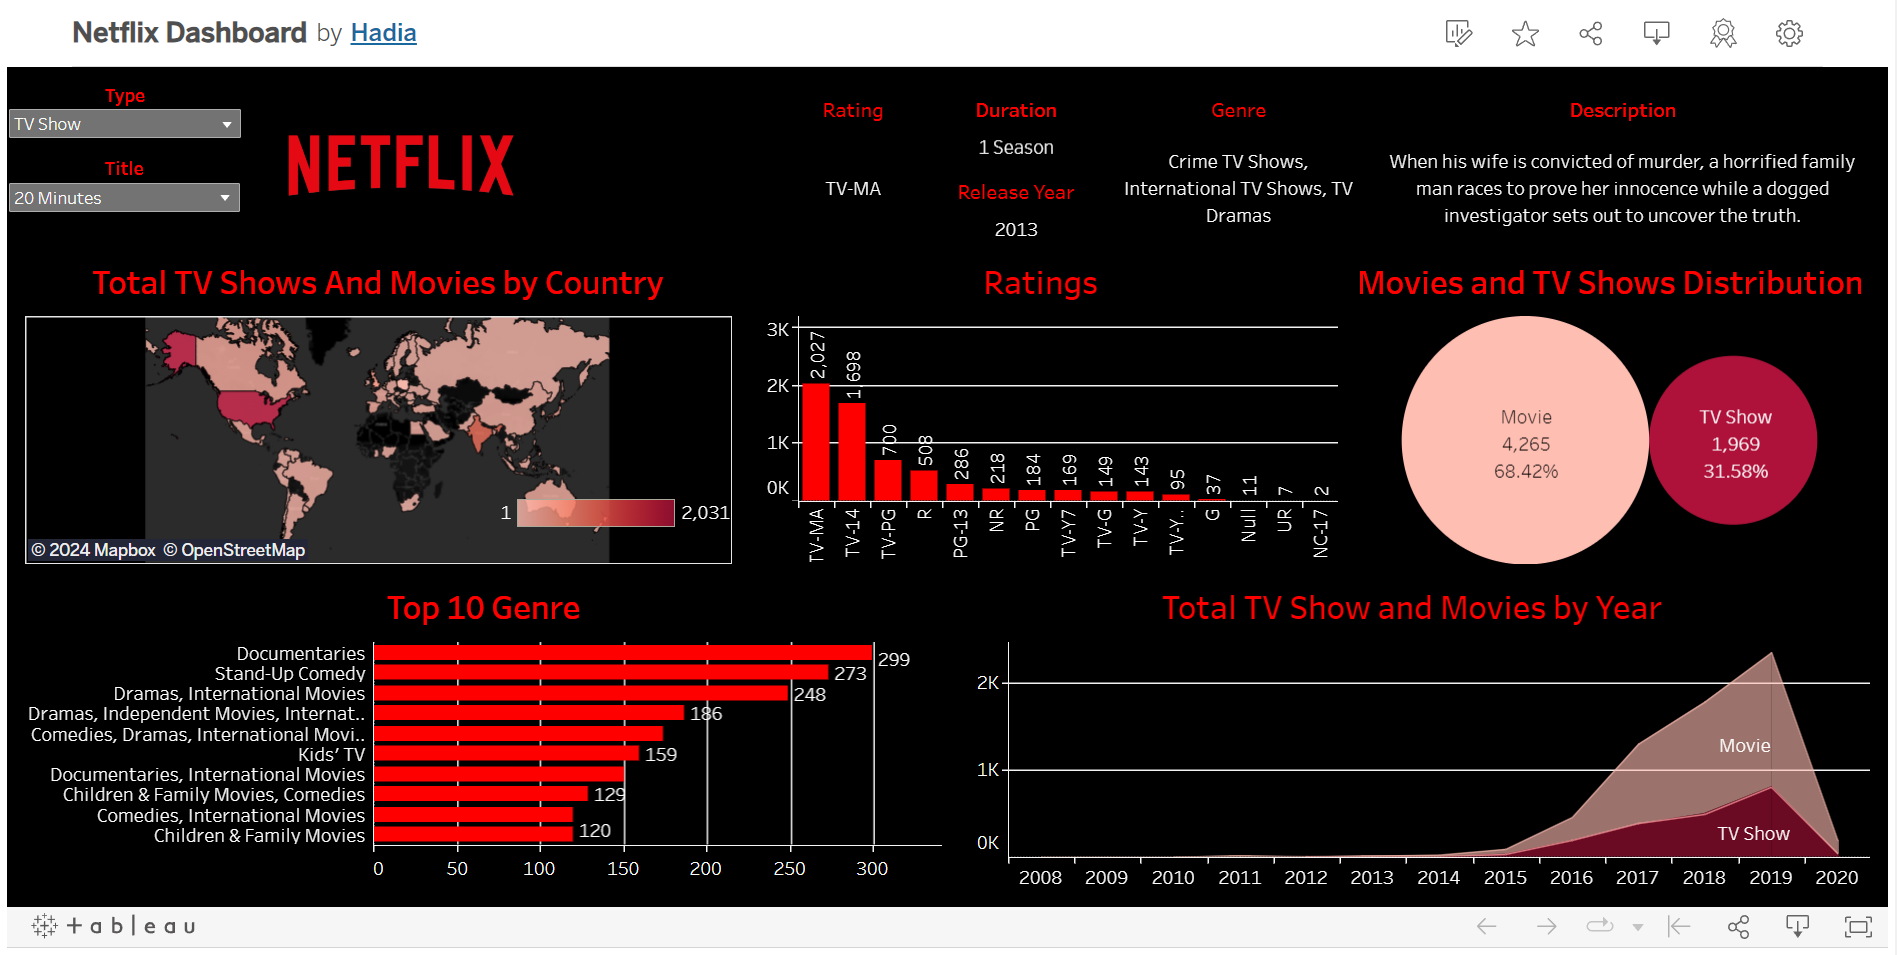 Netflix Dashboard by Hadia
Type
TV Show
Title
20 Minutes
NETFLIX
Rating
TV-MA
Duration
1 Season
Release Year
2013
Genre
Crime TV Shows,
International TV Shows, TV
Dramas
Description
When his wife is convicted of murder, a horrified family
man races to prove her innocence while a dogged
investigator sets out to uncover the truth.
Total TV Shows And Movies by Country
1
2,031
© 2024 Mapbox © OpenStreetMap
Ratings
3K
2K
1K
0K
2,027
1,698
700
508
286
218
184
169
149
143
95
37
11
7
2
TV-MA
TV-14
TV-PG
R
PG-13
NR
PG
TV-Y7
TV-G
TV-Y
TV-Y..
G
Null
UR
NC-17
Movies and TV Shows Distribution
Movie
4,265
68.42%
TV Show
1,969
31.58%
Top 10 Genre
Documentaries
299
Stand-Up Comedy
273
Dramas, International Movies
248
Dramas, Independent Movies, Internat..
186
Comedies, Dramas, International Movi..
Kids’ TV
159
Documentaries, International Movies
Children & Family Movies, Comedies
129
Comedies, International Movies
Children & Family Movies
120
0 50 100 150 200 250 300
Total TV Show and Movies by Year
2K
1K
0K
Movie
TV Show
2008 2009 2010 2011 2012 2013 2014 2015 2016 2017 2018 2019 2020
+ a b l e a u